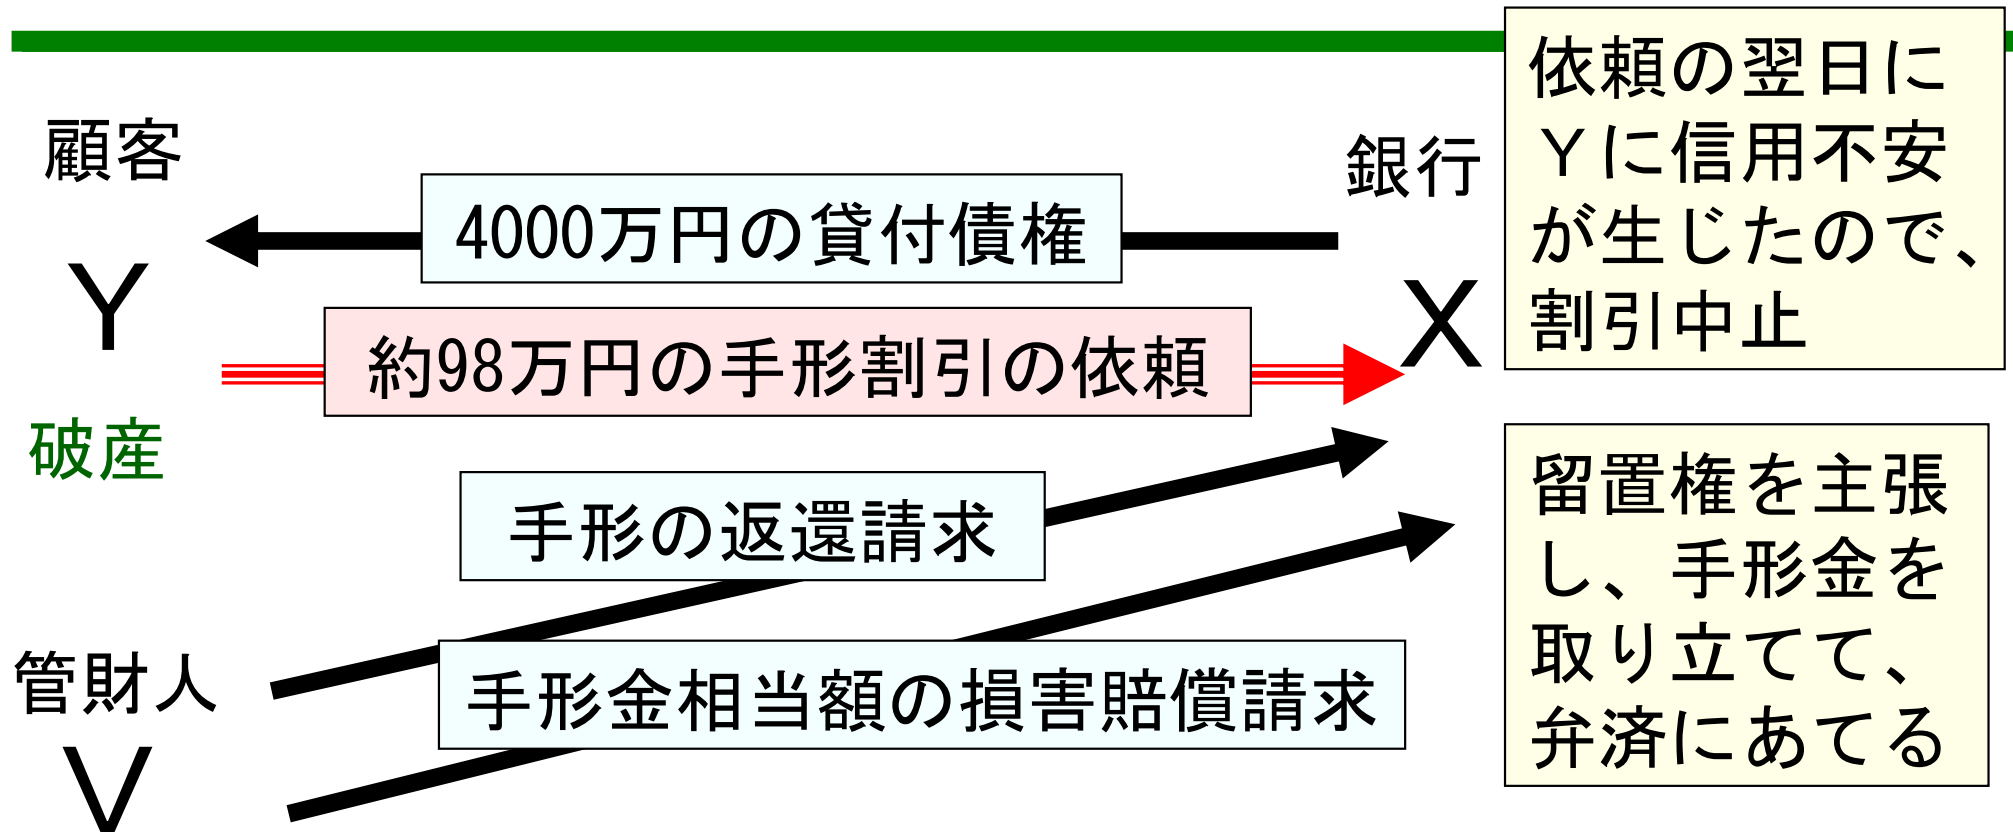 依頼の翌日に
Ｙに信用不安
が生じたので、
割引中止
顧客
銀行
4000万円の貸付債権
Ｙ
Ｘ
約98万円の手形割引の依頼
破産
手形の返還請求
留置権を主張
し、手形金を
取り立てて、
弁済にあてる
管財人
手形金相当額の損害賠償請求
Ｖ